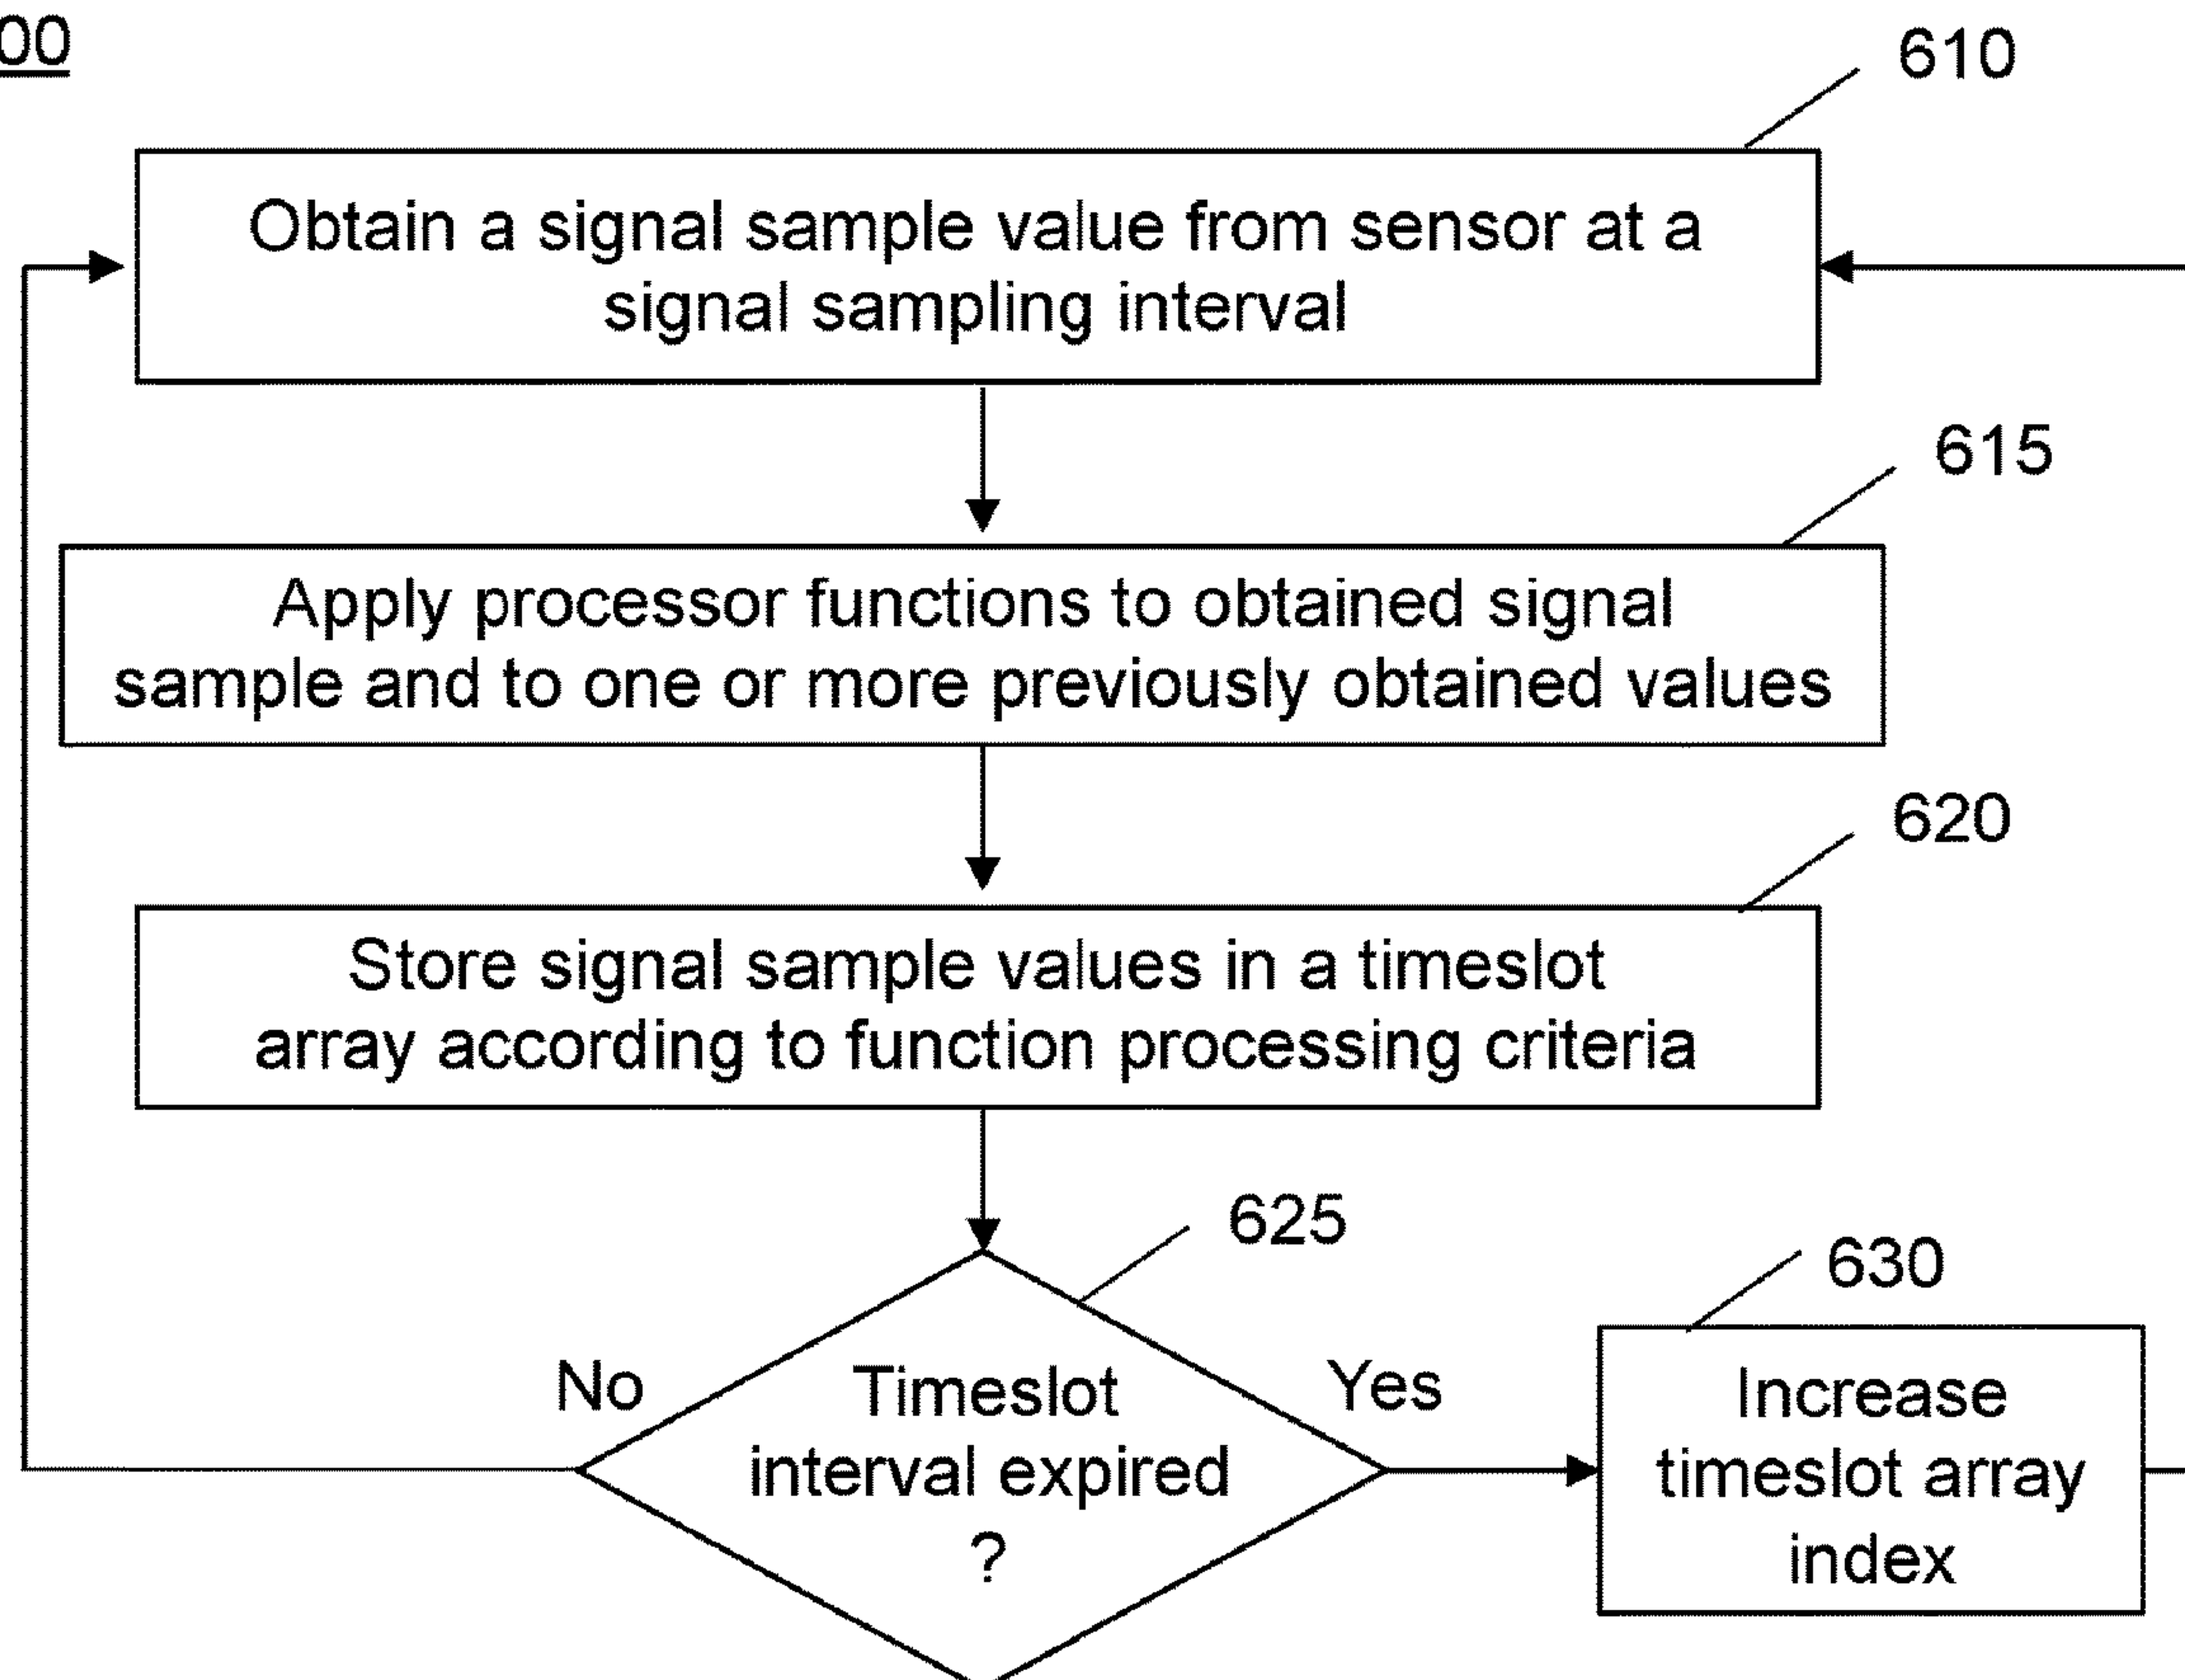 00
610
Obtain a signal sample value from sensor at a
signal sampling interval
615
Apply processor functions to obtained signal
sample and to one or more previously obtained values
620
Store signal sample values in a timeslot
array according to function processing criteria
625
630
No
Timeslot
interval expired
?
Yes
Increase
timeslot array
index